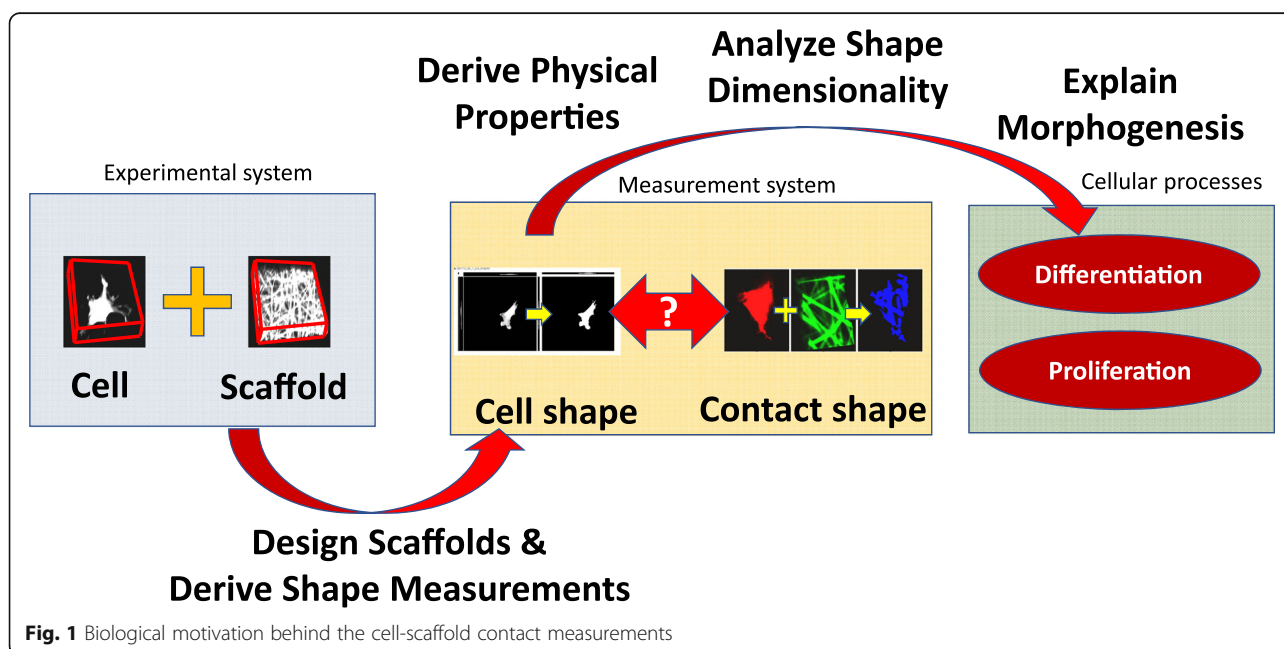 Analyze Shape
Dimensionality
Derive Physical
Properties
Explain
Morphogenesis
Experimental system
Measurement system
Cellular processes
Differentiation
?
Proliferation
Cell
Scaffold
Cell shape
Contact shape
Design Scaffolds &
Derive Shape Measurements
Fig. 1 Biological motivation behind the cell-scaffold contact measurements